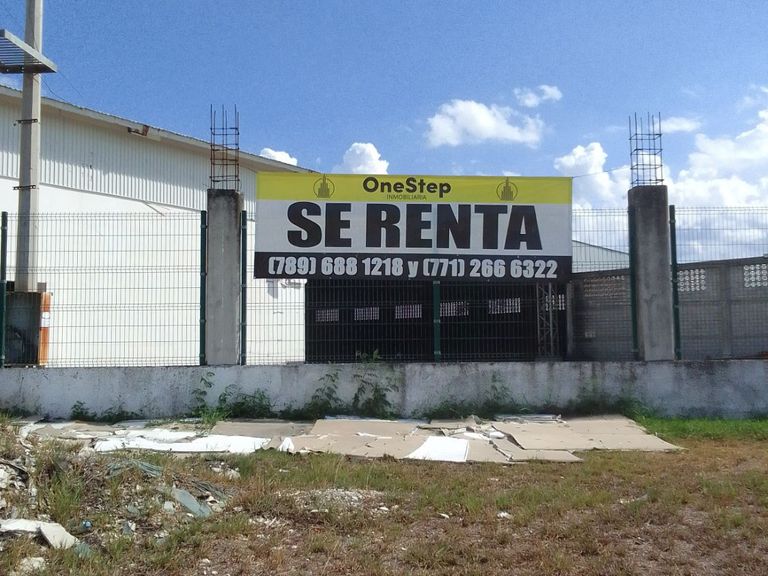 OneStep
INMOBILIARIA
SE RENTA
(789) 688 1218 y (771) 266 6322